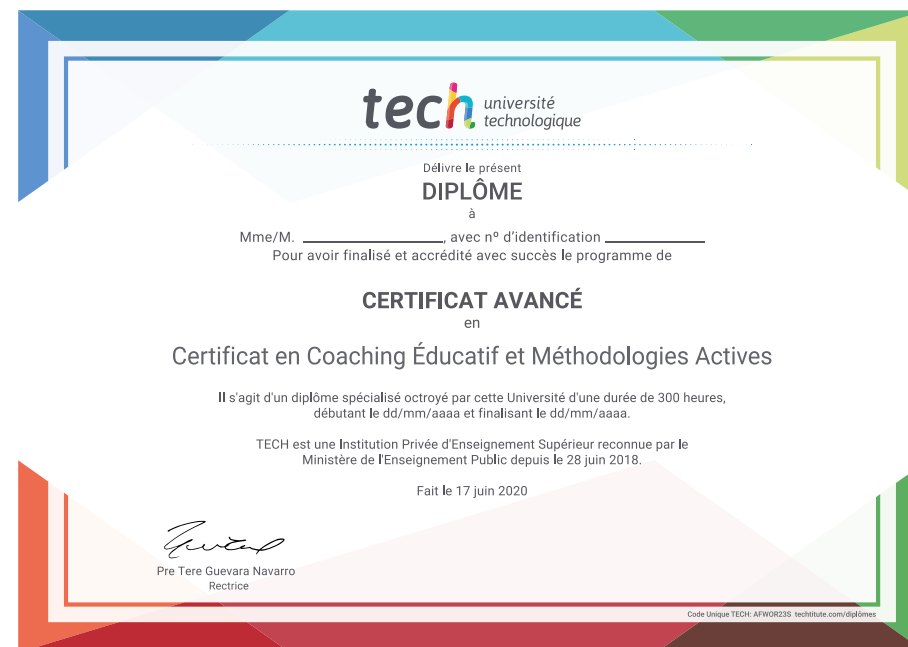 tech université
technologique
Délivre le présent
DIPLÔME
à
Mme/M. ____________, avec nº d'identification ____________
Pour avoir finalisé et accrédité avec succès le programme de
CERTIFICAT AVANCÉ
en
Certificat en Coaching Éducatif et Méthodologies Actives
Il s'agit d'un diplôme spécialisé octroyé par cette Université d'une durée de 300 heures,
débutant le dd/mm/aaaa et finalisant le dd/mm/aaaa.
TECH est une Institution Privée d'Enseignement Supérieur reconnue par le
Ministère de l'Enseignement Public depuis le 28 juin 2018.
Fait le 17 juin 2020
Pre Tere Guevara Navarro
Rectrice
Code Unique TECH: AFWOR23S techtitute.com/diplômes